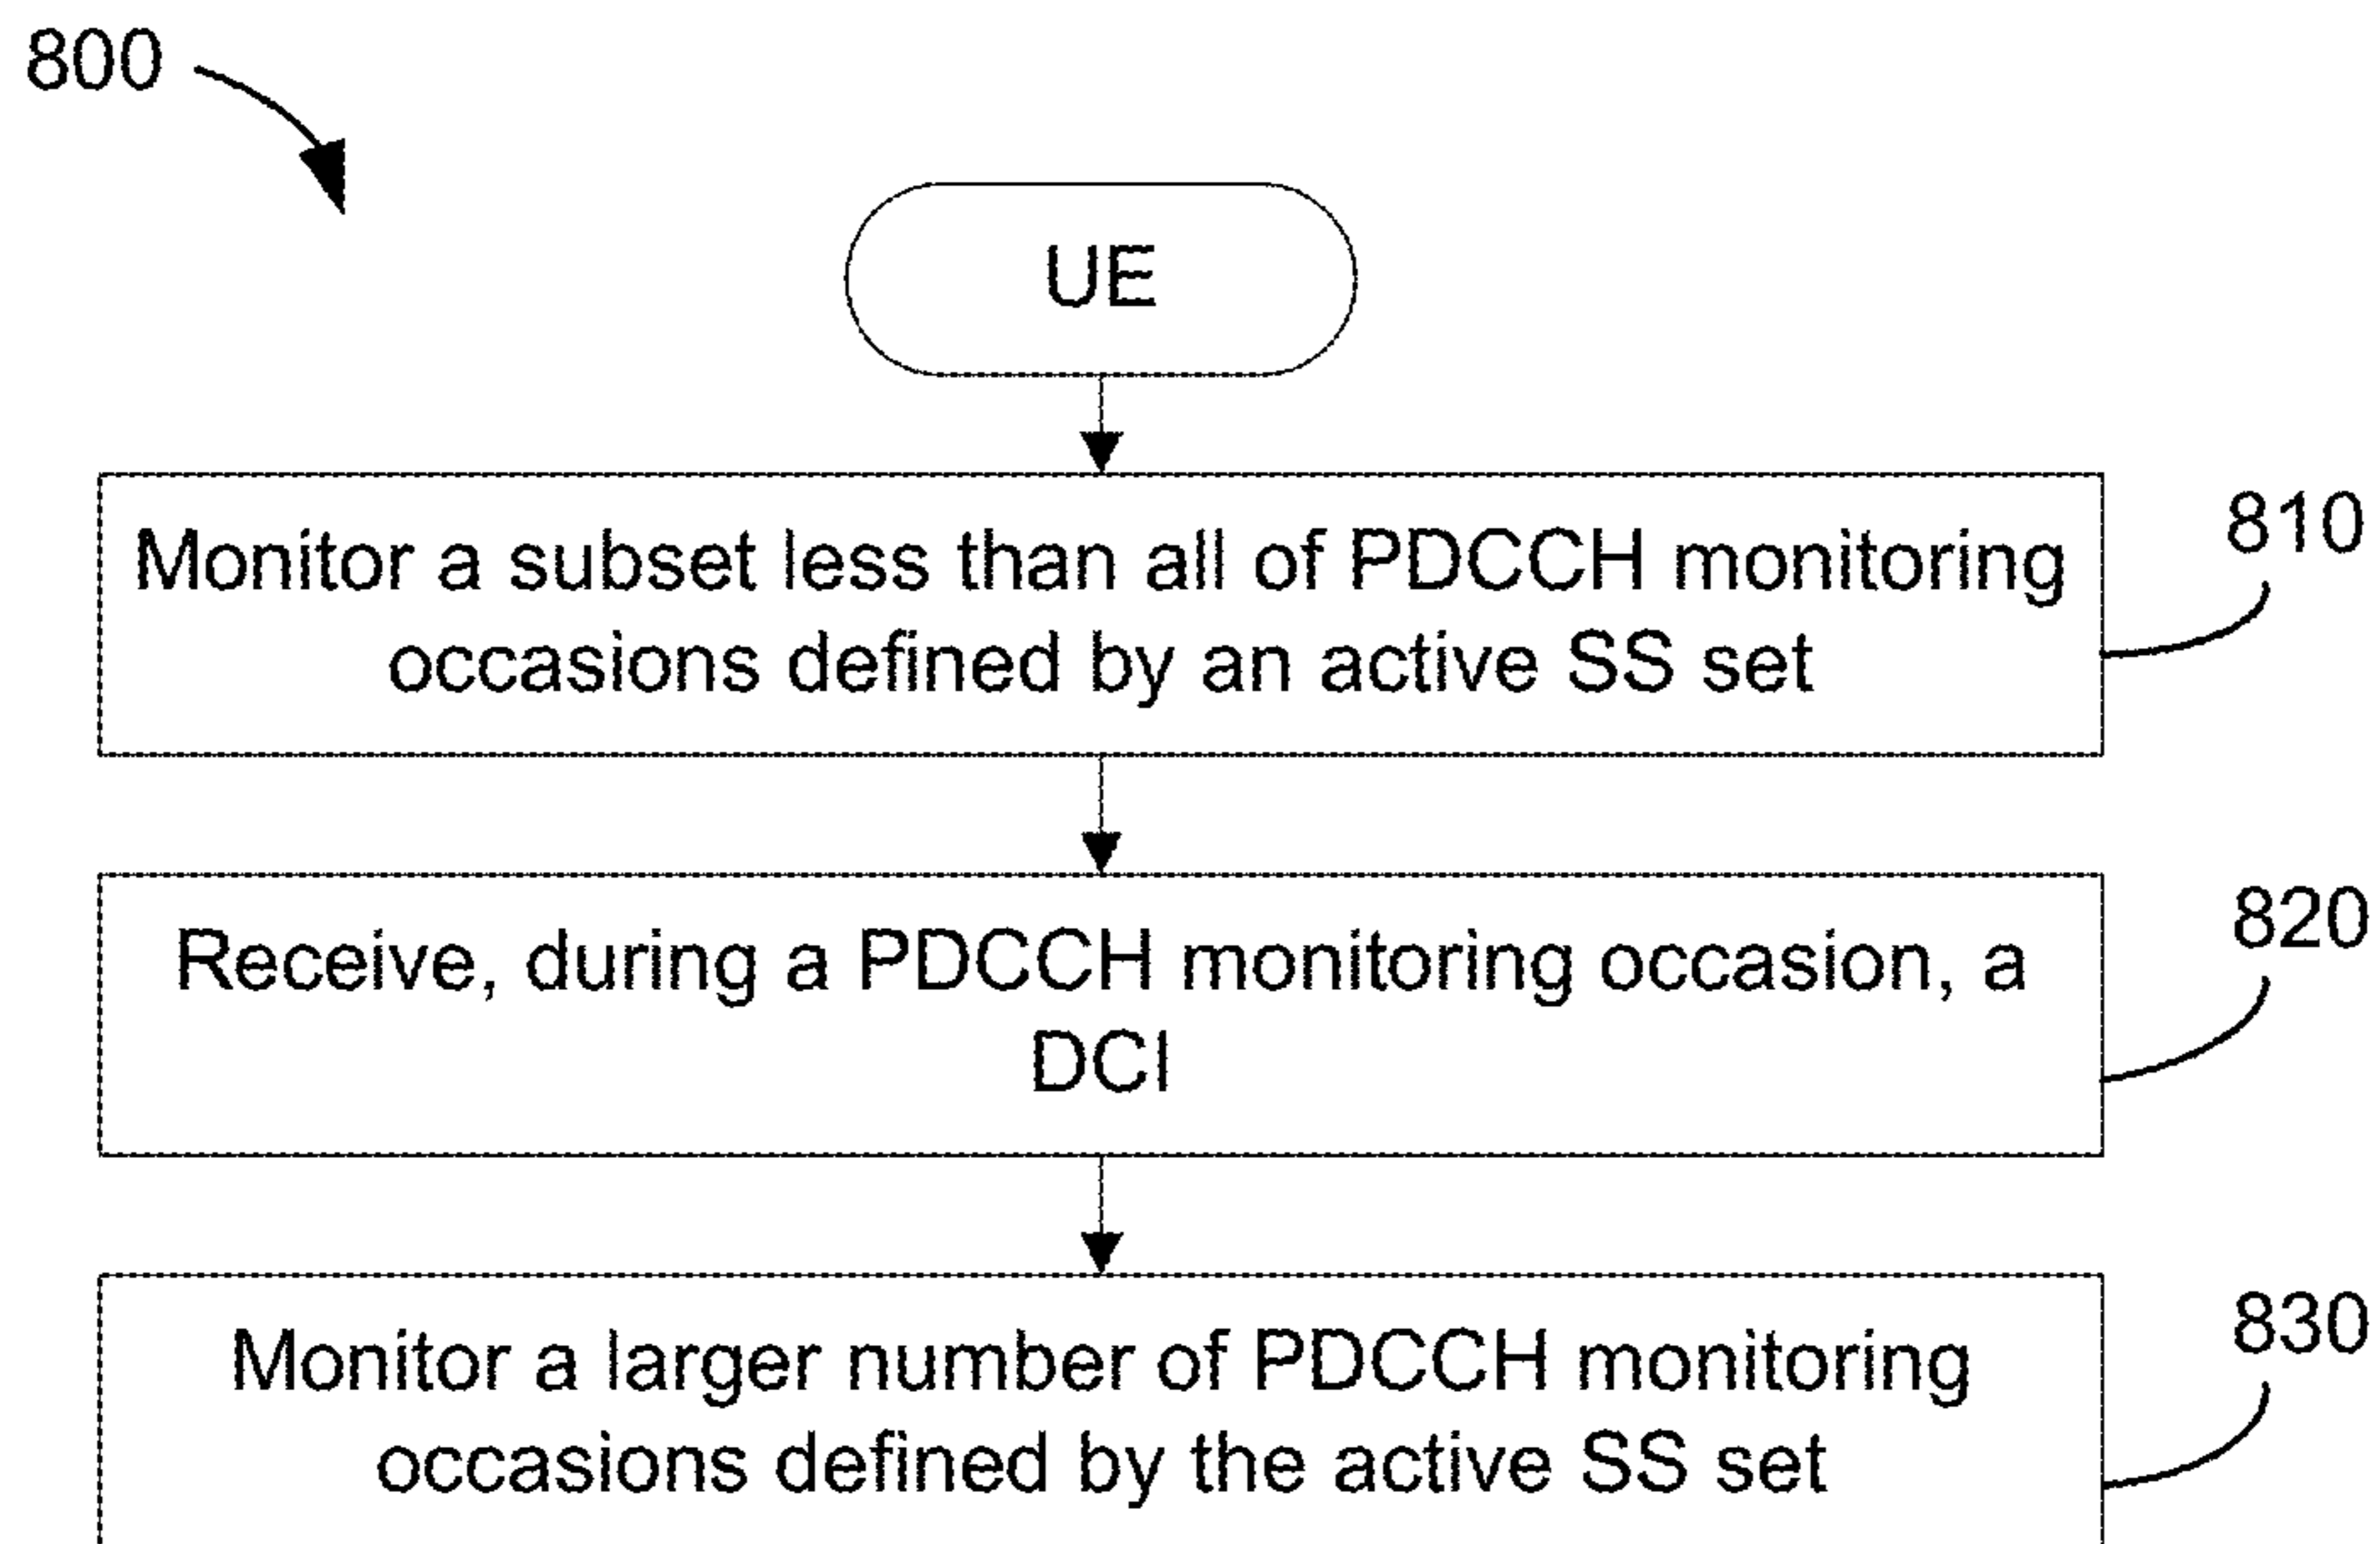 800
UE
Monitor a subset less than all of PDCCH monitoring
occasions defined by an active SS set
810
Receive, during a PDCCH monitoring occasion, a
DCI
820
Monitor a larger number of PDCCH monitoring
occasions defined by the active SS set
830